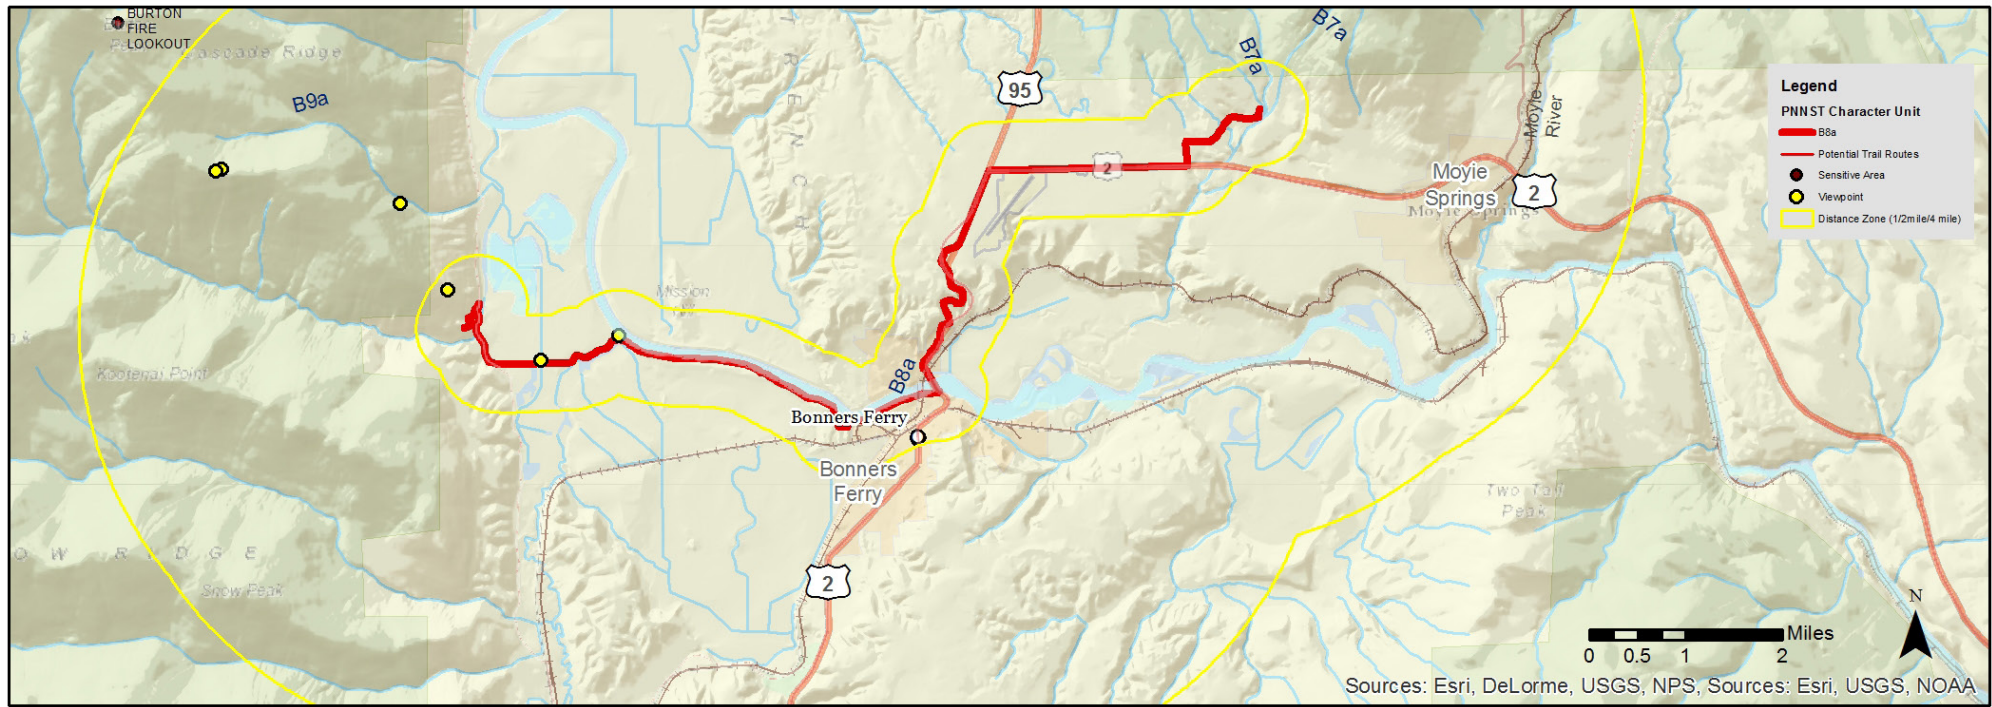 BURTON
FIRE
LOOKOUT
Cascade Ridge
B9a
TRENCH
95
B7a
B7a
2
Moyie
River
Moyie
Springs
Moyie Springs
2
Legend
PNNST Character Unit
B8a
Potential Trail Routes
Sensitive Area
Viewpoint
Distance Zone (1/2mile/4 mile)
Mission
Kootenai Point
B8a
Bonners Ferry
Bonners
Ferry
Two Tail
Peak
OW RIDGE
Snow Peak
2
N
Miles
0 0.5 1 2
Sources: Esri, DeLorme, USGS, NPS, Sources: Esri, USGS, NOAA